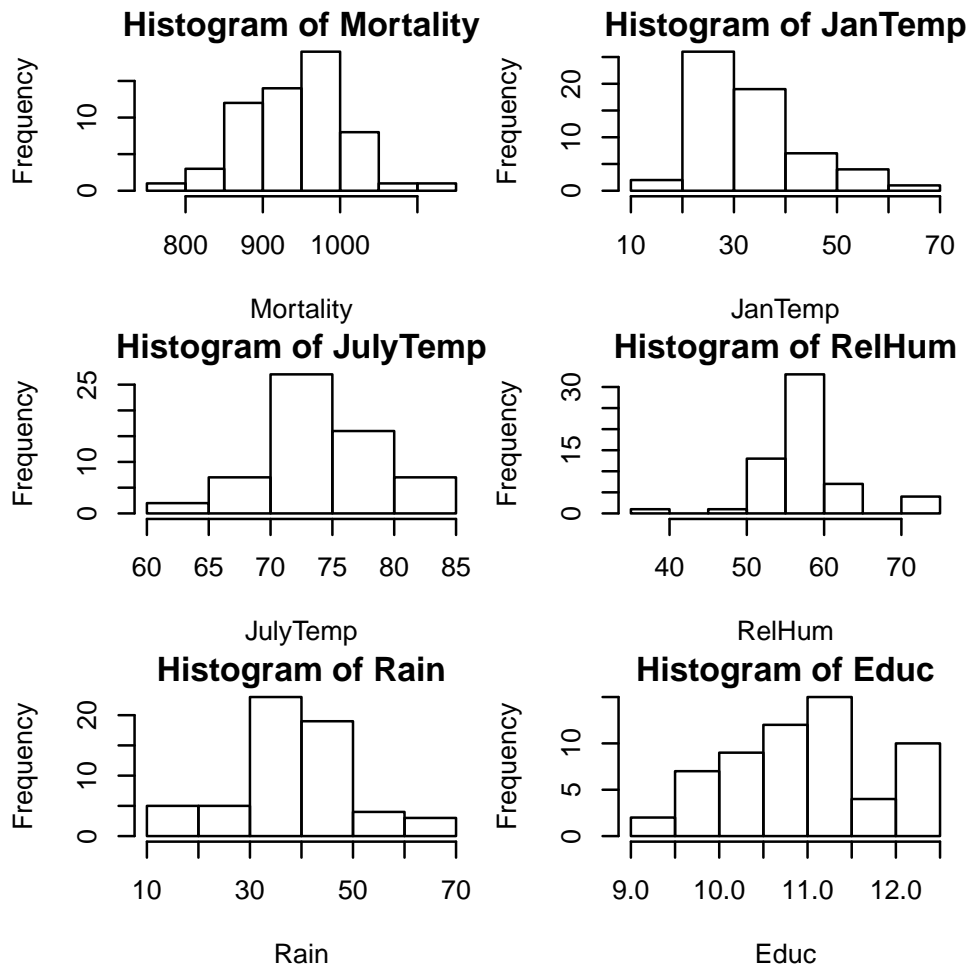 Histogram of Mortality
Frequency
0 10
800 900 1000
Mortality
Histogram of JanTemp
Frequency
0 10 20
10 30 50 70
JanTemp
Histogram of JulyTemp
Frequency
0 10 25
60 65 70 75 80 85
JulyTemp
Histogram of RelHum
Frequency
0 15 30
40 50 60 70
RelHum
Histogram of Rain
Frequency
0 10 20
10 30 50 70
Rain
Histogram of Educ
Frequency
0 5 10
9.0 10.0 11.0 12.0
Educ